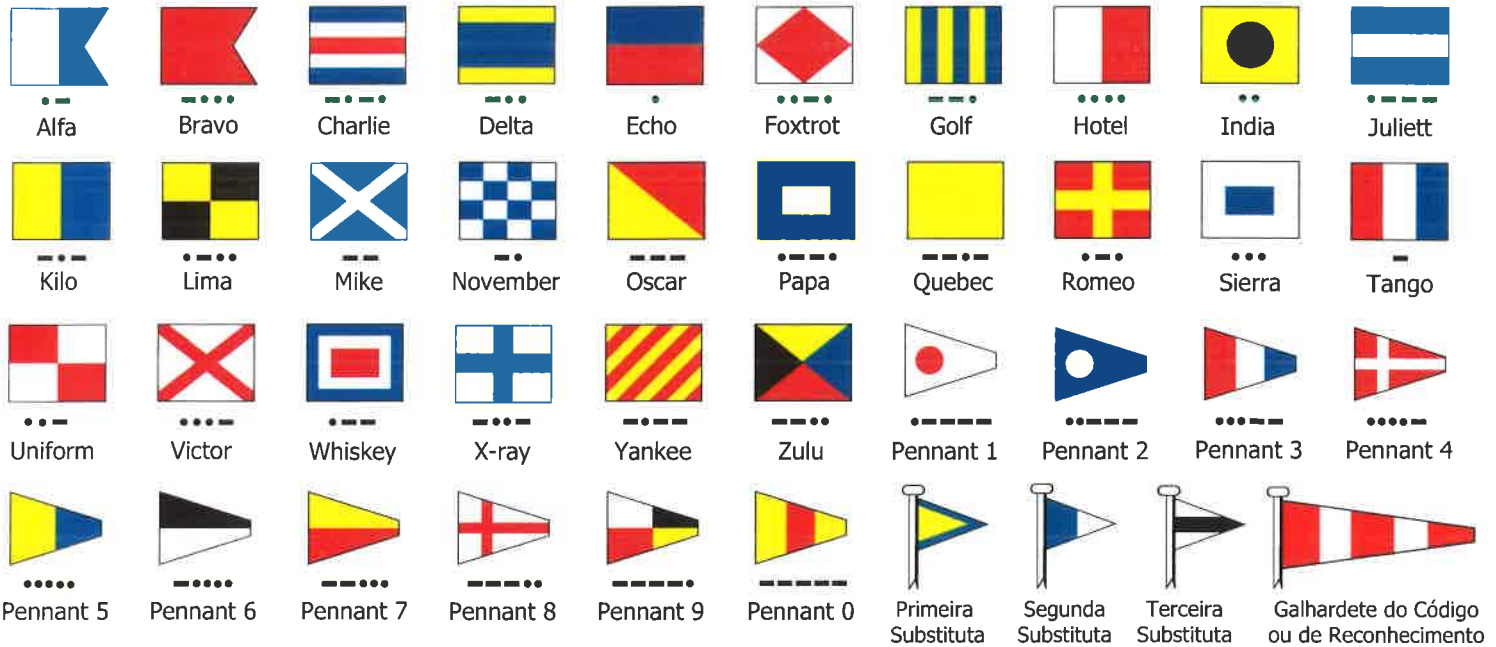 Alfa Bravo Charlie Delta Echo Foxtrot Golf Hotel India Juliett
Kilo Lima Mike November Oscar Papa Quebec Romeo Sierra Tango
Uniform Victor Whiskey X-ray Yankee Zulu Pennant 1 Pennant 2 Pennant 3 Pennant 4
Pennant 5 Pennant 6 Pennant 7 Pennant 8 Pennant 9 Pennant 0
Primeira
Substituta
Segunda
Substituta
Terceira
Substituta
Galhardete do Código
ou de Reconhecimento